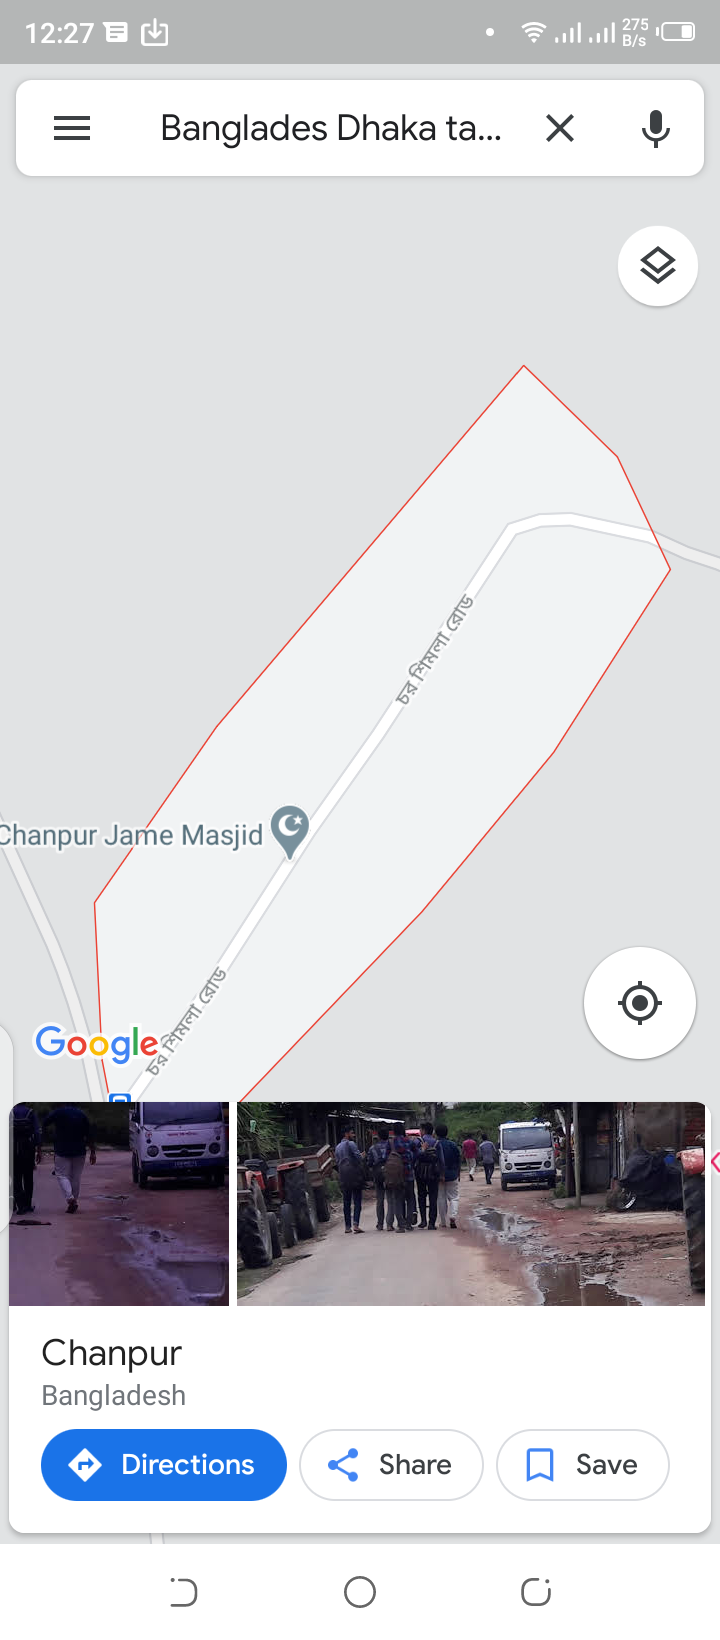 12:27
275
B/s
Banglades Dhaka ta...
চর শিমলা রোড
Chanpur Jame Masjid
চর শিমলা রোড
Google
Chanpur
Bangladesh
Directions
Share
Save